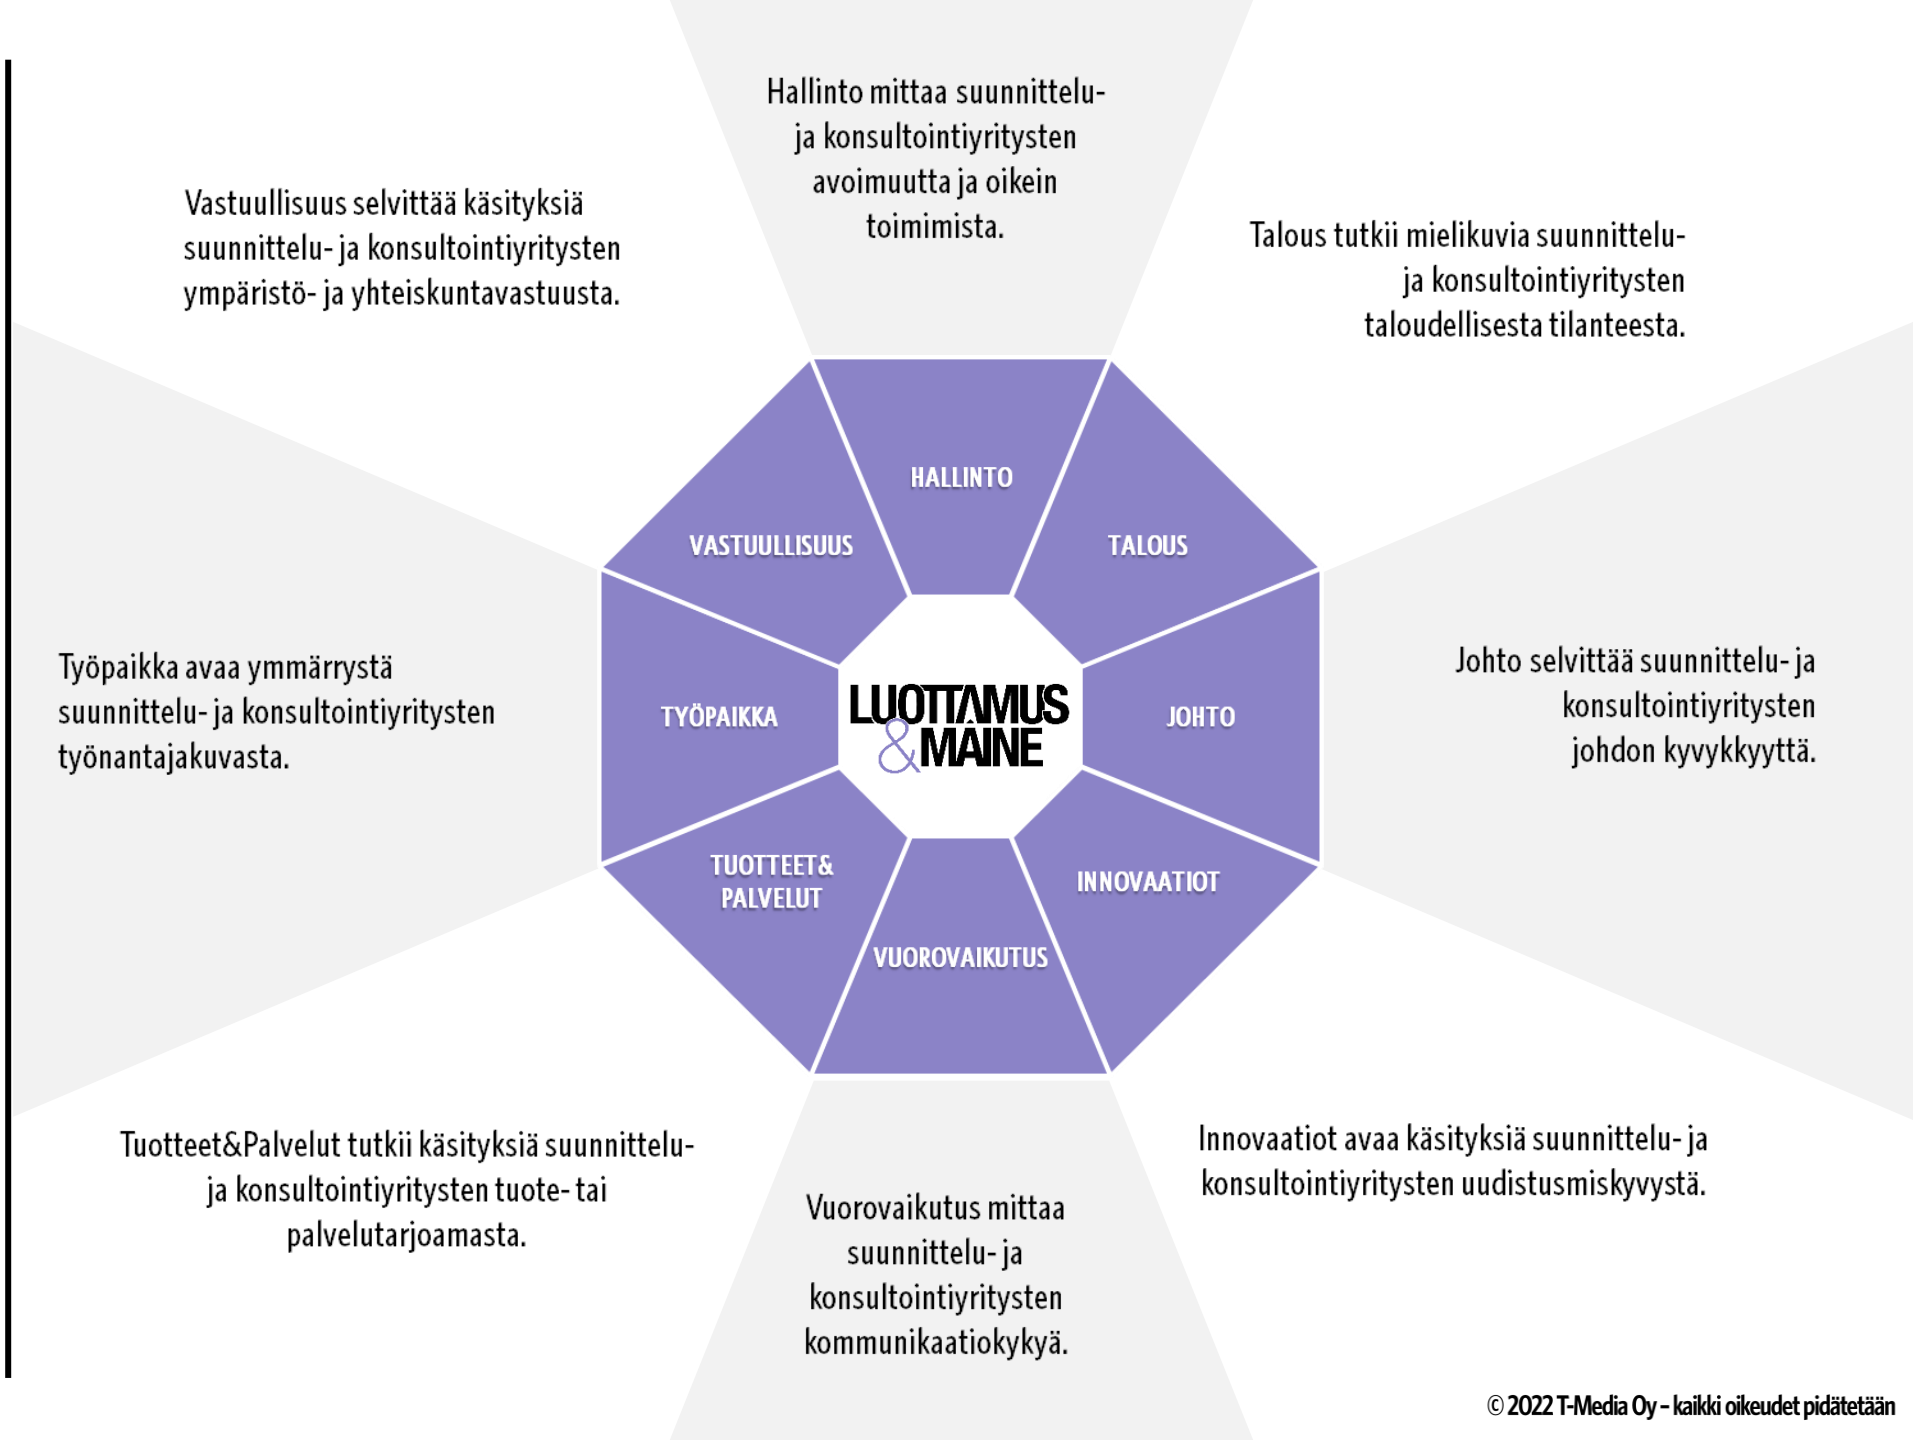 Hallinto mittaa suunnittelu-
ja konsultointiyritysten
avoimuutta ja oikein
toimimista.
Vastuullisuus selvittää käsityksiä
suunnittelu- ja konsultointiyritysten
ympäristö- ja yhteiskuntavastuusta.
Talous tutkii mielikuvia suunnittelu-
ja konsultointiyritysten
taloudellisesta tilanteesta.
HALLINTO
VASTUULLISUUS
TALOUS
Työpaikka avaa ymmärrystä
suunnittelu- ja konsultointiyritysten
työnantajakuvasta.
TYÖPAIKKA
LUOTTAMUS
&MAINE
JOHTO
Johto selvittää suunnittelu- ja
konsultointiyritysten
johdon kyvykkyyttä.
TUOTTEET&
PALVELUT
INNOVAATIOT
VUOROVAIKUTUS
Tuotteet&Palvelut tutkii käsityksiä suunnittelu-
ja konsultointiyritysten tuote- tai
palvelutarjoamasta.
Vuorovaikutus mittaa
suunnittelu- ja
konsultointiyritysten
kommunikaatiokykyä.
Innovaatiot avaa käsityksiä suunnittelu- ja
konsultointiyritysten uudistusmiskyvystä.
© 2022 T-Media Oy – kaikki oikeudet pidätetään